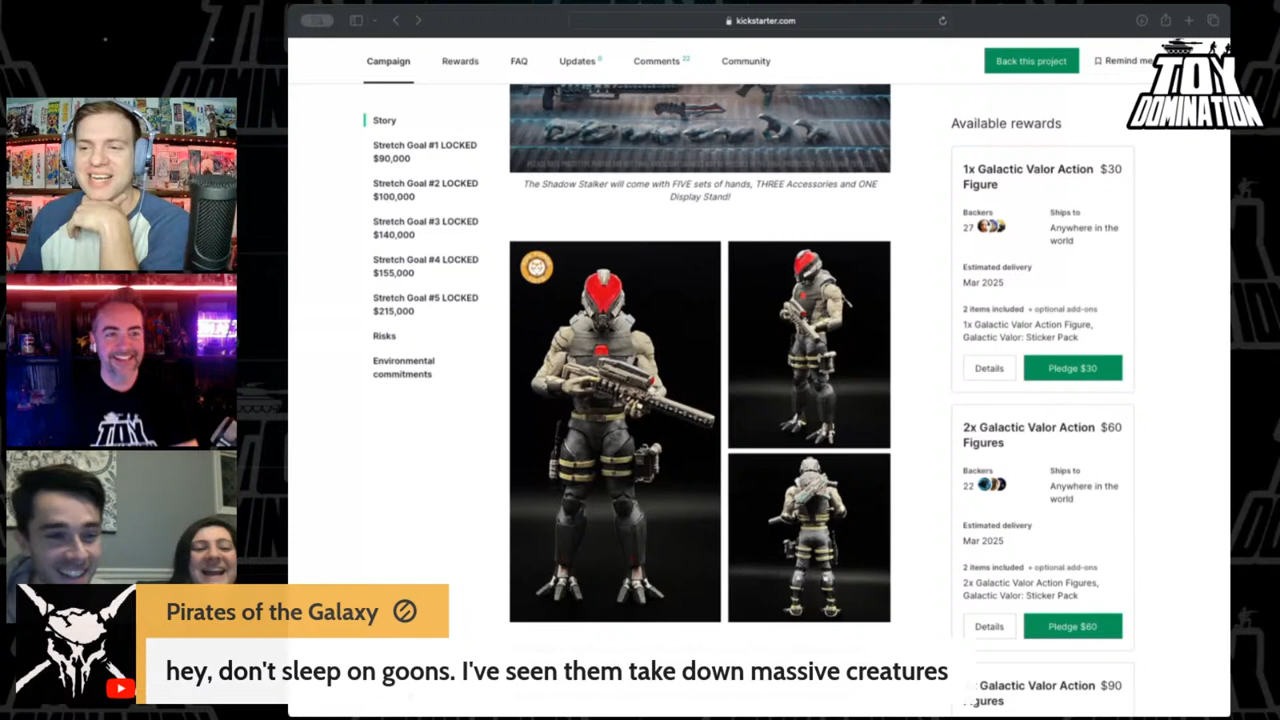 kickstarter.com
Campaign
Rewards
FAQ
Updates 0
Comments 22
Community
Back this project
Remind me
TOY
DOMINATION
Story
Stretch Goal #1 LOCKED
$90,000
Stretch Goal #2 LOCKED
$100,000
Stretch Goal #3 LOCKED
$140,000
Stretch Goal #4 LOCKED
$155,000
Stretch Goal #5 LOCKED
$215,000
Risks
Environmental
commitments
The Shadow Stalker will come with FIVE sets of hands, THREE Accessories and ONE
Display Stand!
Available rewards
1x Galactic Valor Action $30
Figure
Backers
27
Ships to
Anywhere in the
world
Estimated delivery
Mar 2025
2 items included + optional add-ons
1x Galactic Valor Action Figure,
Galactic Valor: Sticker Pack
Details
Pledge $30
2x Galactic Valor Action $60
Figures
Backers
22
Ships to
Anywhere in the
world
Estimated delivery
Mar 2025
2 items included + optional add-ons
2x Galactic Valor Action Figures,
Galactic Valor: Sticker Pack
Details
Pledge $60
Galactic Valor Action $90
gures
Pirates of the Galaxy
hey, don't sleep on goons. I've seen them take down massive creatures